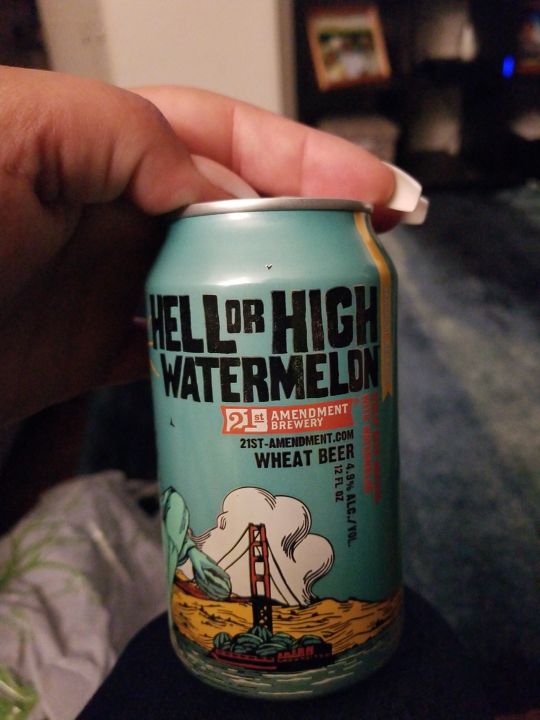 HELL OR HIGH
WATERMELON
21st AMENDMENT
BREWERY
21ST-AMENDMENT.COM
WHEAT BEER
4.9% ALC./VOL.
12 FL OZ